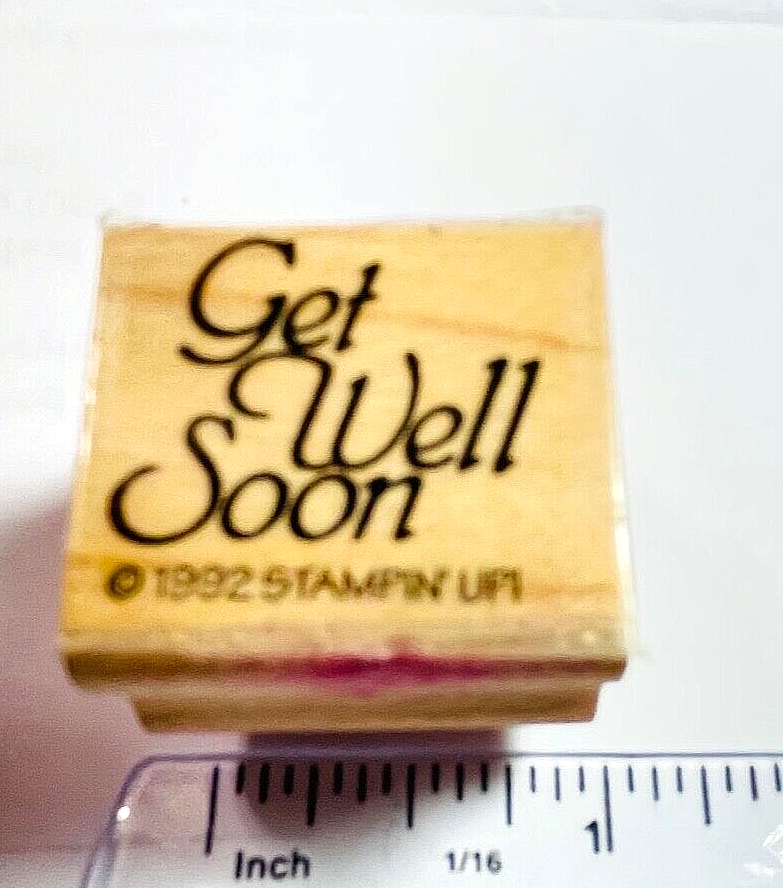 Get
Well
Soon
© 1992 STAMPIN' UP!
1
Inch 1/16